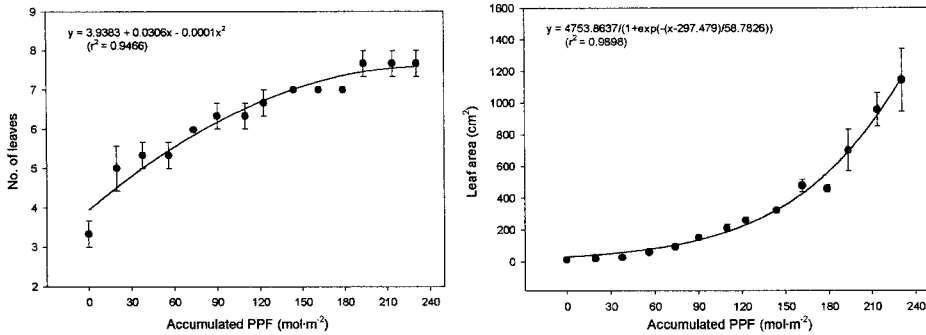 y = 3.9383 + 0.0306x - 0.0001x²
(r² = 0.9466)
No. of leaves
9
8
7
6
5
4
3
2
0 30 60 90 120 150 180 210 240
Accumulated PPF (mol·m⁻²)
y = 4753.8637/(1+exp(-(x-297.479)/58.7826))
(r² = 0.9898)
Leaf area (cm²)
1600
1400
1200
1000
800
600
400
200
0
0 30 60 90 120 150 180 210 240
Accumulated PPF (mol·m⁻²)